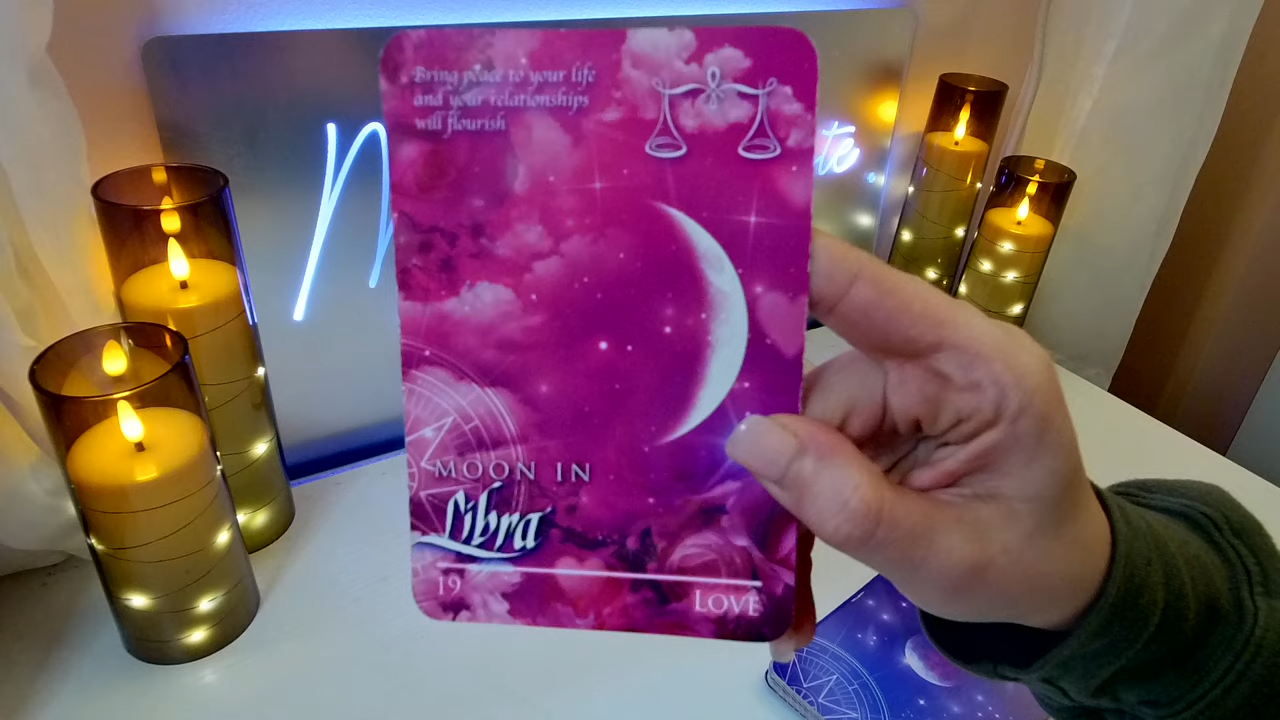 Bring peace to your life
and your relationships
will flourish
MOON IN
Libra
19
LOVE